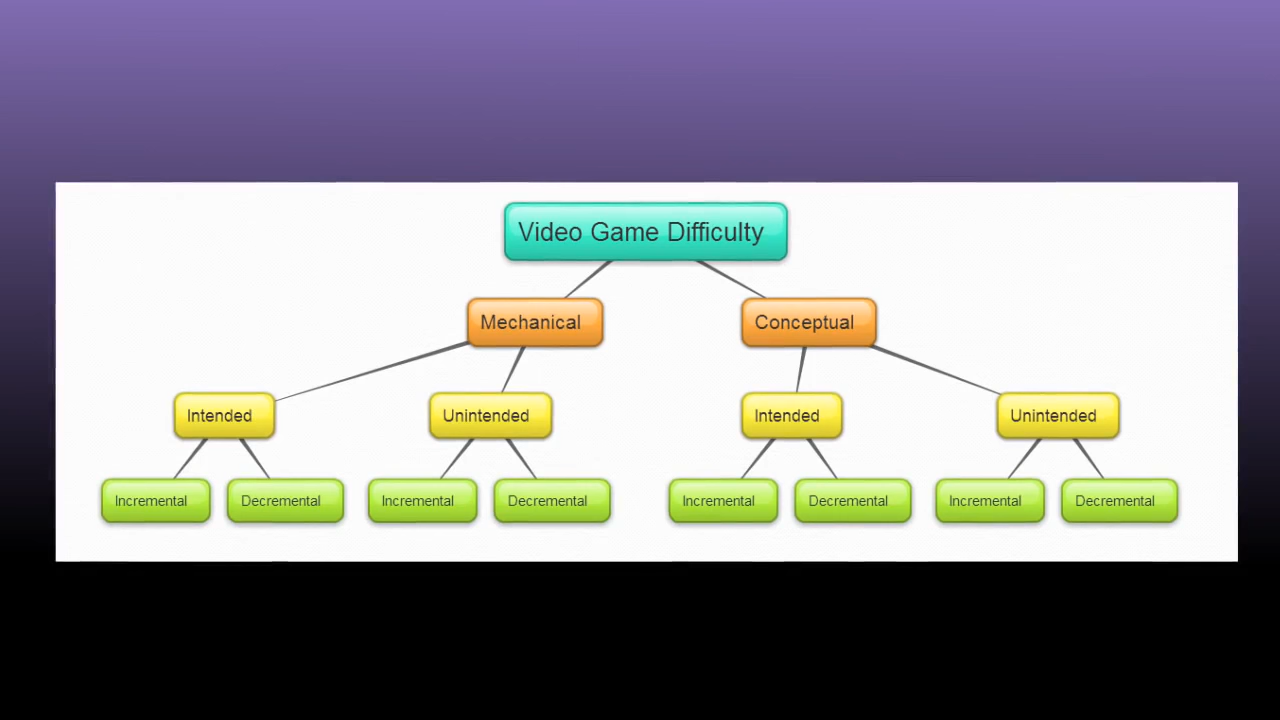 Video Game Difficulty
Mechanical
Conceptual
Intended
Unintended
Intended
Unintended
Incremental
Decremental
Incremental
Decremental
Incremental
Decremental
Incremental
Decremental